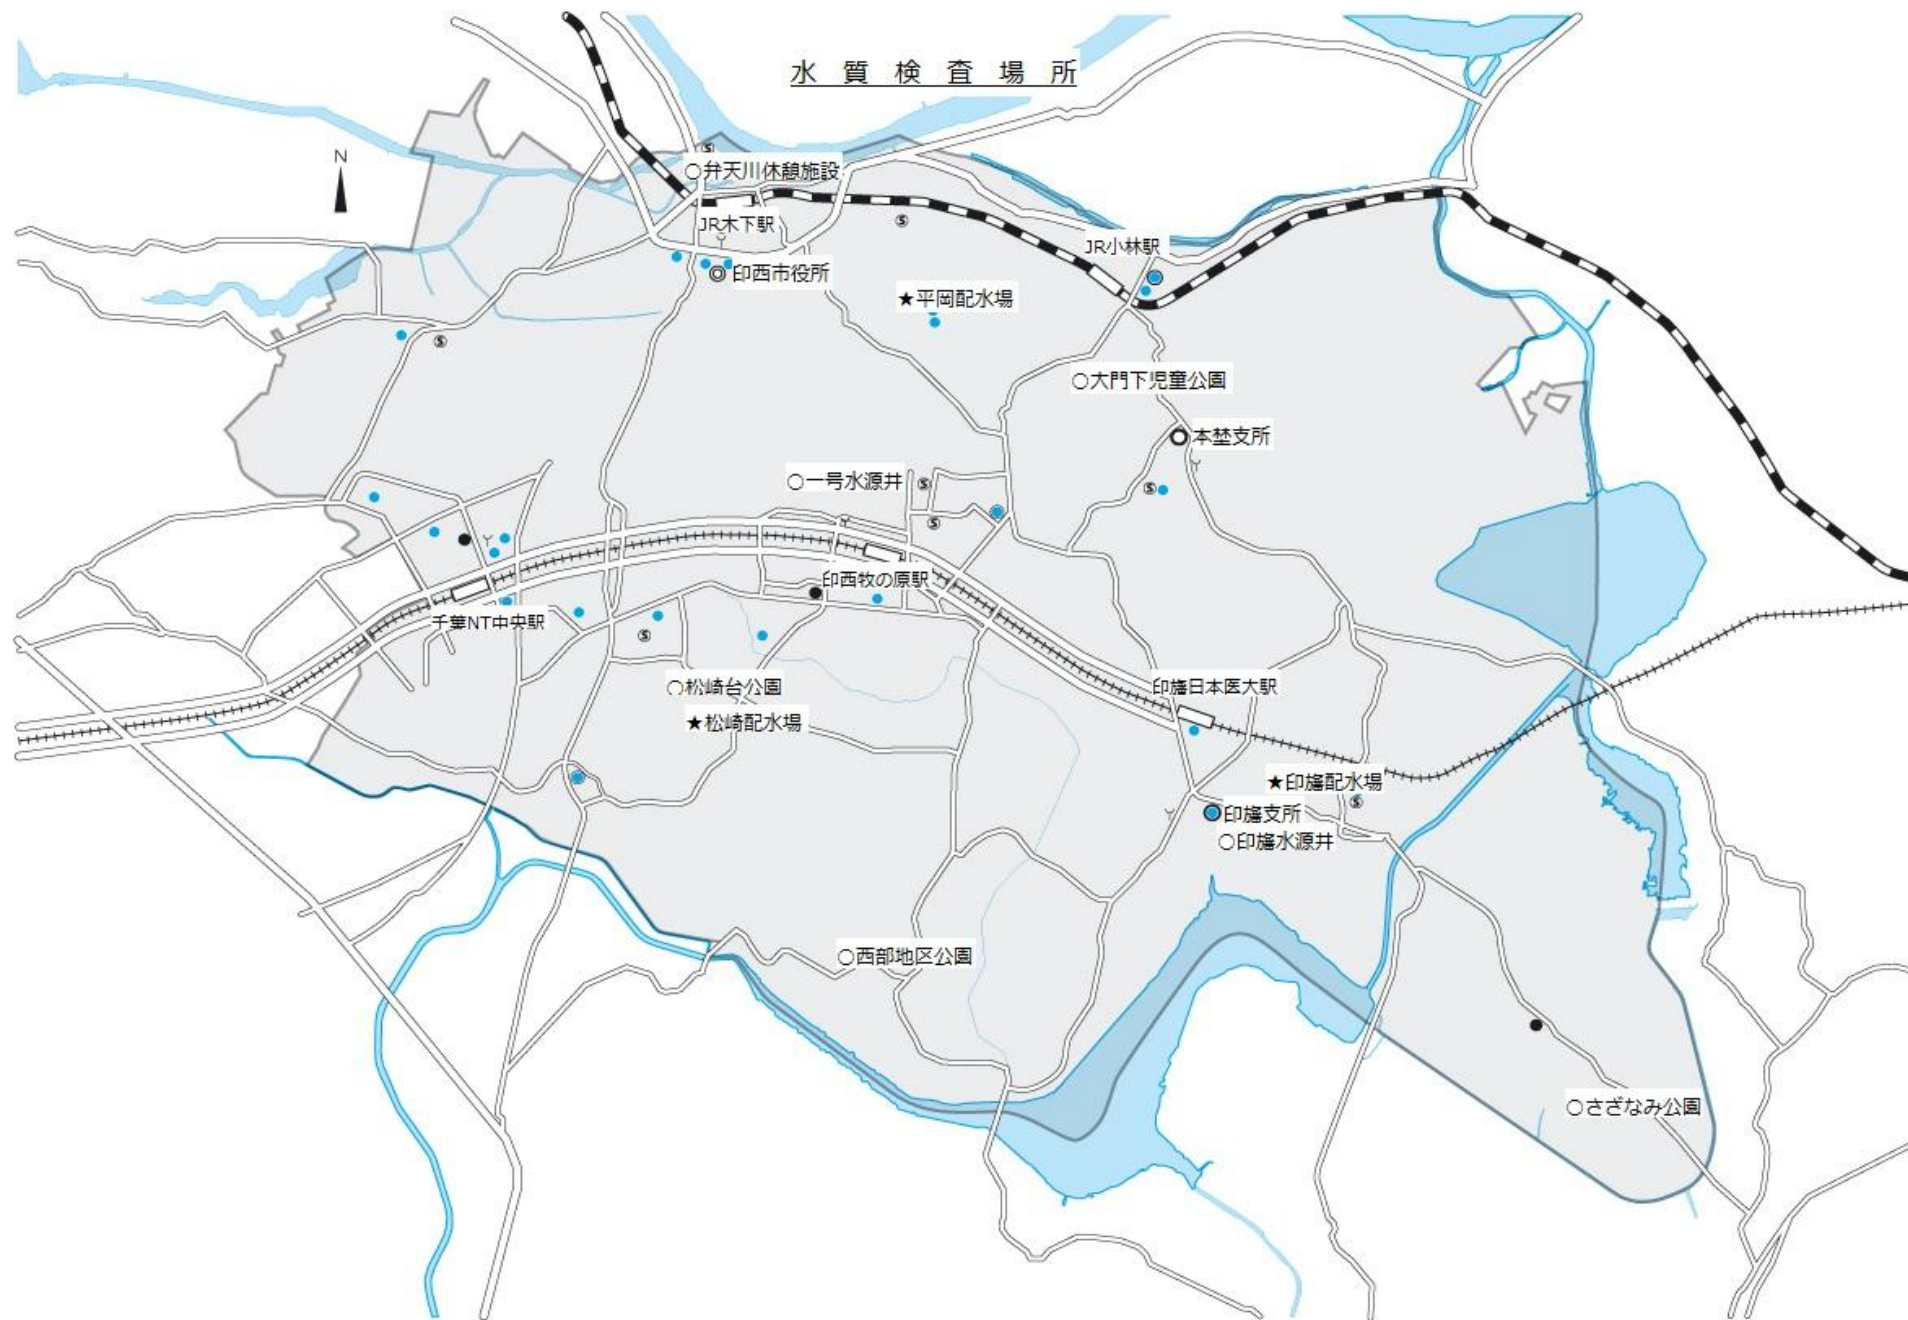 水質検査場所
N
○弁天川休憩施設
JR木下駅
◎印西市役所
JR小林駅
★平岡配水場
○大門下児童公園
本埜支所
○一号水源井
印西牧の原駅
千葉NT中央駅
○松崎台公園
★松崎配水場
印旛日本医大駅
★印旛配水場
印旛支所
○印旛水源井
○西部地区公園
○さざなみ公園